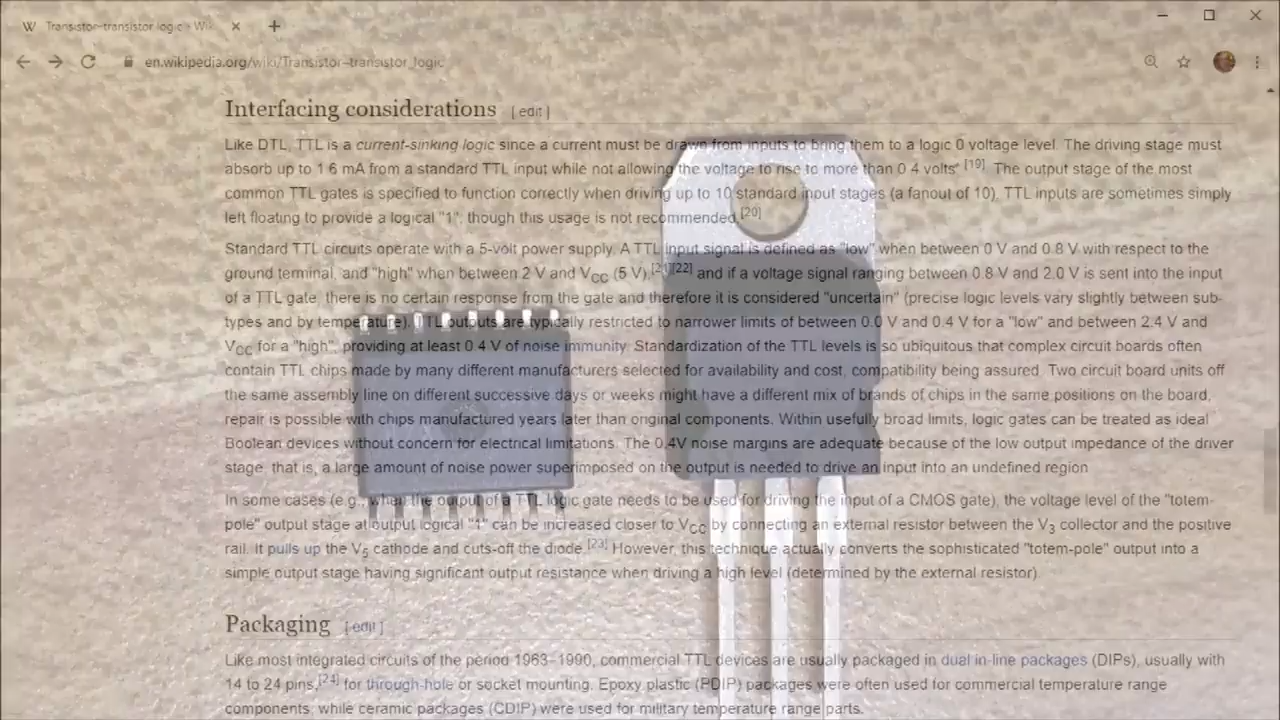 Transistor–transistor logic - Wik
en.wikipedia.org/wiki/Transistor–transistor_logic
Interfacing considerations [ edit ]
Like DTL, TTL is a current-sinking logic since a current must be drawn from inputs to bring them to a logic 0 voltage level. The driving stage must
absorb up to 1.6 mA from a standard TTL input while not allowing the voltage to rise to more than 0.4 volts.[19] The output stage of the most
common TTL gates is specified to function correctly when driving up to 10 standard input stages (a fanout of 10). TTL inputs are sometimes simply
left floating to provide a logical "1", though this usage is not recommended.[20]
Standard TTL circuits operate with a 5-volt power supply. A TTL input signal is defined as "low" when between 0 V and 0.8 V with respect to the
ground terminal, and "high" when between 2 V and VCC (5 V),[21][22] and if a voltage signal ranging between 0.8 V and 2.0 V is sent into the input
of a TTL gate, there is no certain response from the gate and therefore it is considered "uncertain" (precise logic levels vary slightly between sub-
types and by temperature). TTL outputs are typically restricted to narrower limits of between 0.0 V and 0.4 V for a "low" and between 2.4 V and
VCC for a "high", providing at least 0.4 V of noise immunity. Standardization of the TTL levels is so ubiquitous that complex circuit boards often
contain TTL chips made by many different manufacturers selected for availability and cost, compatibility being assured. Two circuit board units off
the same assembly line on different successive days or weeks might have a different mix of brands of chips in the same positions on the board;
repair is possible with chips manufactured years later than original components. Within usefully broad limits, logic gates can be treated as ideal
Boolean devices without concern for electrical limitations. The 0.4V noise margins are adequate because of the low output impedance of the driver
stage, that is, a large amount of noise power superimposed on the output is needed to drive an input into an undefined region.
In some cases (e.g., when the output of a TTL logic gate needs to be used for driving the input of a CMOS gate), the voltage level of the "totem-
pole" output stage at output logical "1" can be increased closer to VCC by connecting an external resistor between the V3 collector and the positive
rail. It pulls up the V5 cathode and cuts-off the diode.[23] However, this technique actually converts the sophisticated "totem-pole" output into a
simple output stage having significant output resistance when driving a high level (determined by the external resistor).
Packaging [ edit ]
Like most integrated circuits of the period 1963–1990, commercial TTL devices are usually packaged in dual in-line packages (DIPs), usually with
14 to 24 pins,[24] for through-hole or socket mounting. Epoxy plastic (PDIP) packages were often used for commercial temperature range
components, while ceramic packages (CDIP) were used for military temperature range parts.